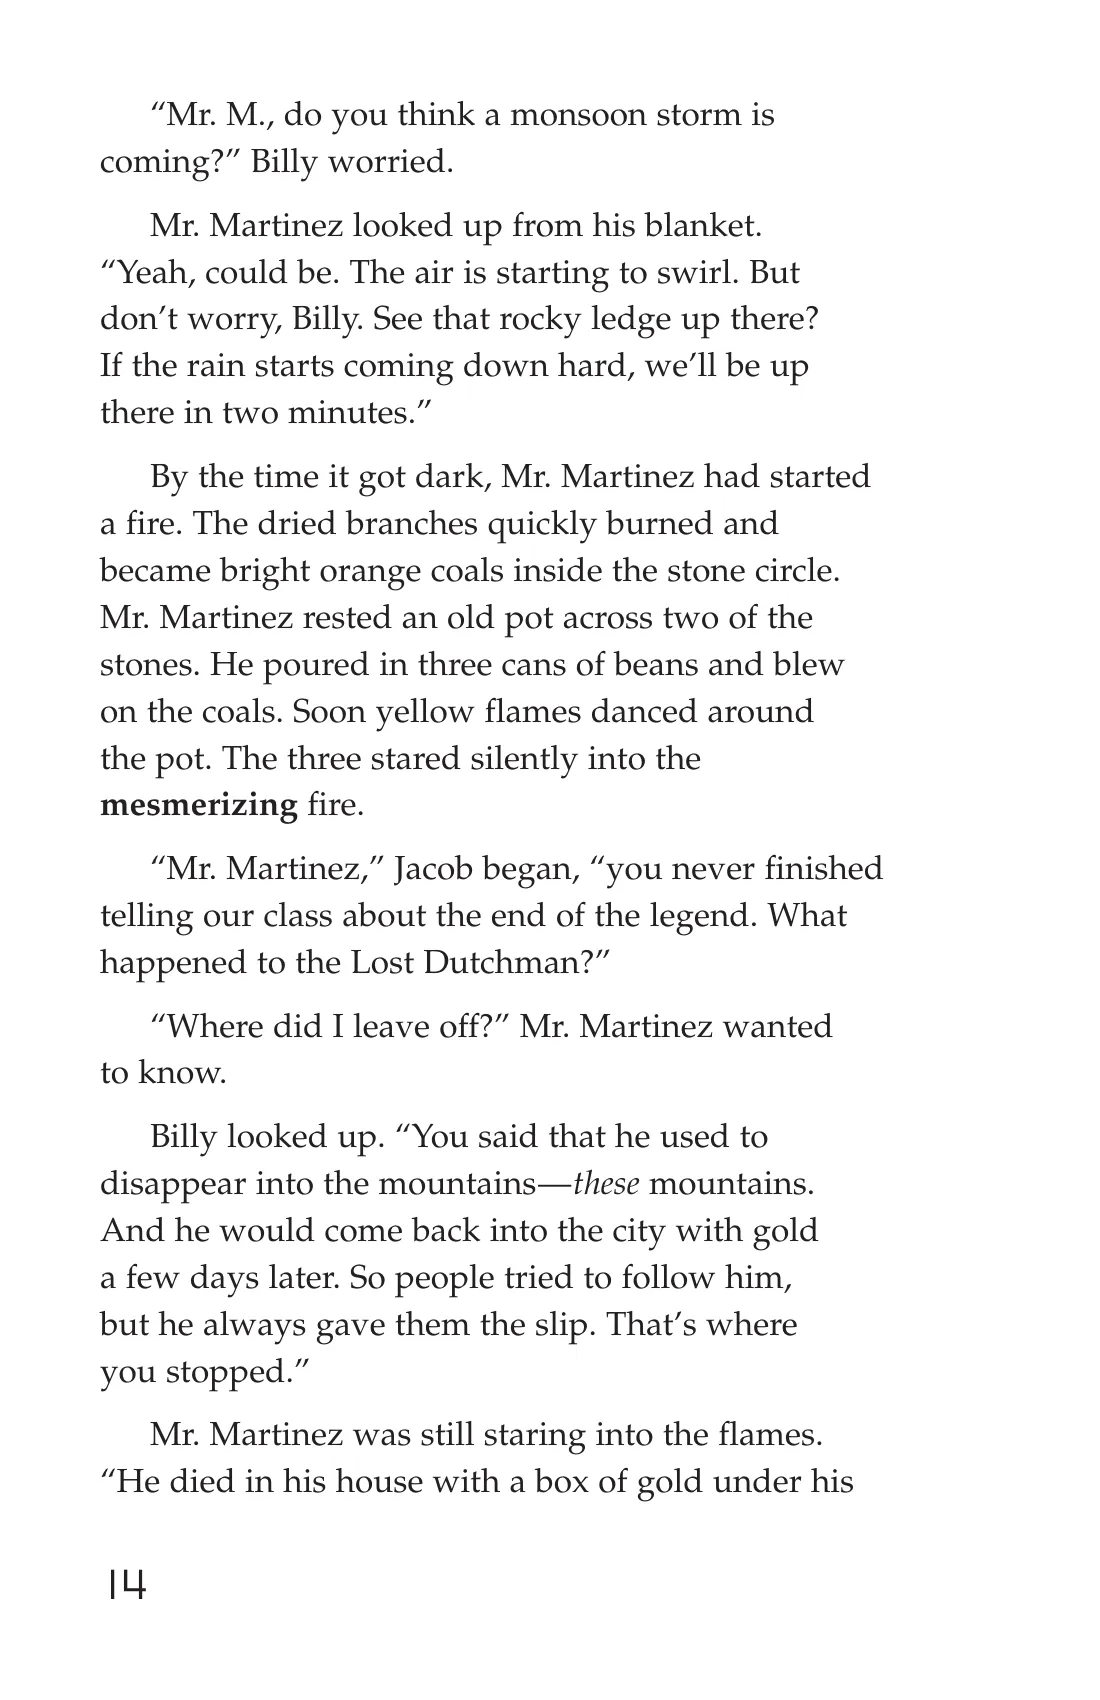 “Mr. M., do you think a monsoon storm is
coming?” Billy worried.
Mr. Martinez looked up from his blanket.
“Yeah, could be. The air is starting to swirl. But
don’t worry, Billy. See that rocky ledge up there?
If the rain starts coming down hard, we’ll be up
there in two minutes.”
By the time it got dark, Mr. Martinez had started
a fire. The dried branches quickly burned and
became bright orange coals inside the stone circle.
Mr. Martinez rested an old pot across two of the
stones. He poured in three cans of beans and blew
on the coals. Soon yellow flames danced around
the pot. The three stared silently into the
mesmerizing fire.
“Mr. Martinez,” Jacob began, “you never finished
telling our class about the end of the legend. What
happened to the Lost Dutchman?”
“Where did I leave off?” Mr. Martinez wanted
to know.
Billy looked up. “You said that he used to
disappear into the mountains—these mountains.
And he would come back into the city with gold
a few days later. So people tried to follow him,
but he always gave them the slip. That’s where
you stopped.”
Mr. Martinez was still staring into the flames.
“He died in his house with a box of gold under his
14